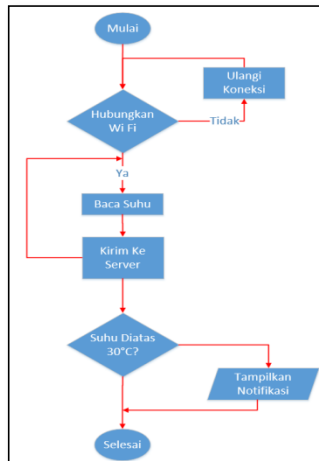 Mulai
Ulangi
Koneksi
Hubungkan
Wi Fi
Tidak
Ya
Baca Suhu
Kirim Ke
Server
Suhu Diatas
30°C?
Tampilkan
Notifikasi
Selesai